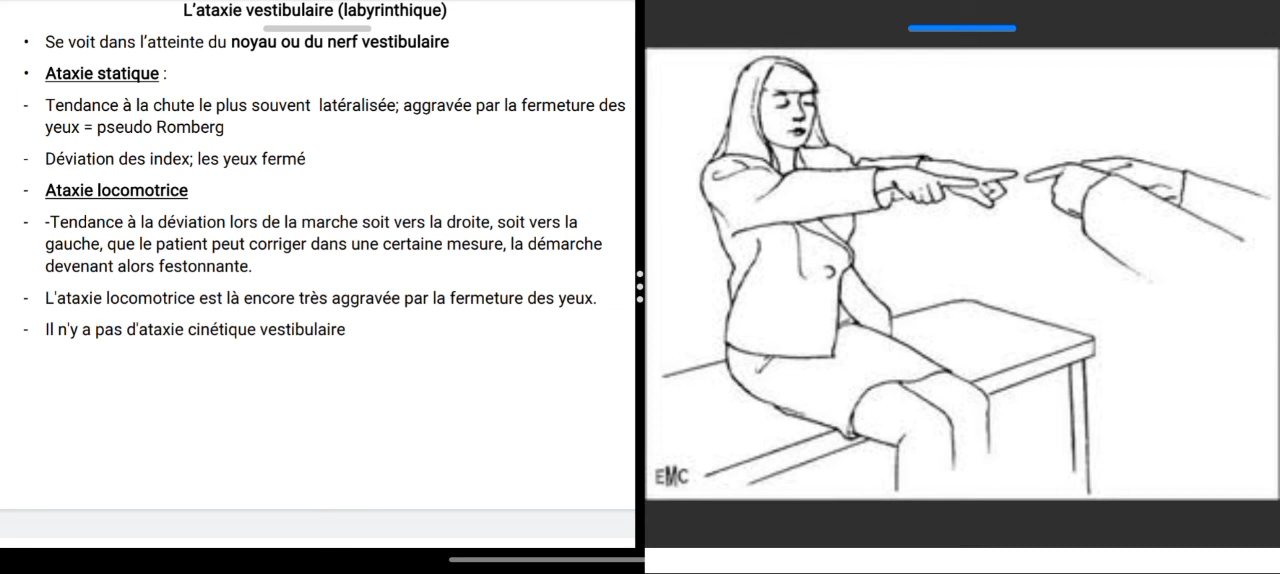 L’ataxie vestibulaire (labyrinthique)
• Se voit dans l’atteinte du noyau ou du nerf vestibulaire
• Ataxie statique :
- Tendance à la chute le plus souvent latéralisée; aggravée par la fermeture des
yeux = pseudo Romberg
- Déviation des index; les yeux fermé
- Ataxie locomotrice
- -Tendance à la déviation lors de la marche soit vers la droite, soit vers la
gauche, que le patient peut corriger dans une certaine mesure, la démarche
devenant alors festonnante.
- L'ataxie locomotrice est là encore très aggravée par la fermeture des yeux.
- Il n'y a pas d'ataxie cinétique vestibulaire
EMC